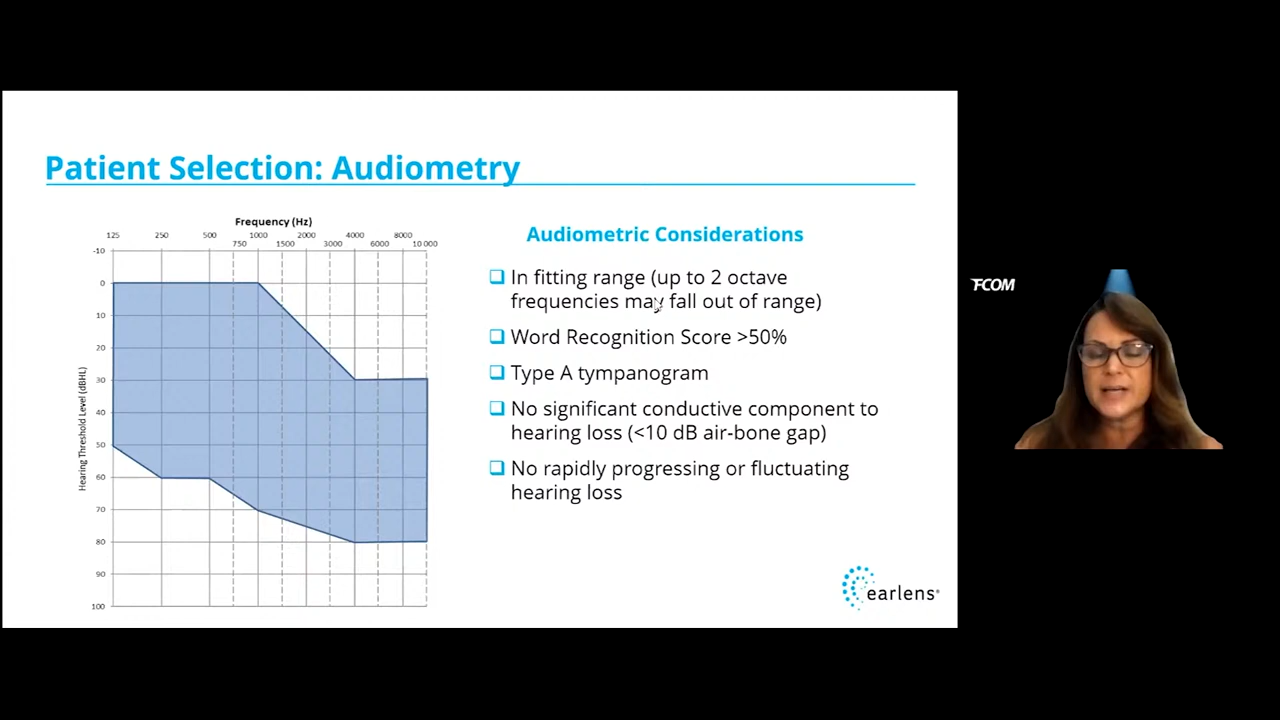 Patient Selection: Audiometry
Frequency (Hz)
125 250 500 1000 2000 4000 8000
750 1500 3000 6000 10 000
Hearing Threshold Level (dBHL)
-10
0
10
20
30
40
50
60
70
80
90
100
Audiometric Considerations
In fitting range (up to 2 octave
frequencies may fall out of range)
Word Recognition Score >50%
Type A tympanogram
No significant conductive component to
hearing loss (<10 dB air-bone gap)
No rapidly progressing or fluctuating
hearing loss
earlens®
FCOM